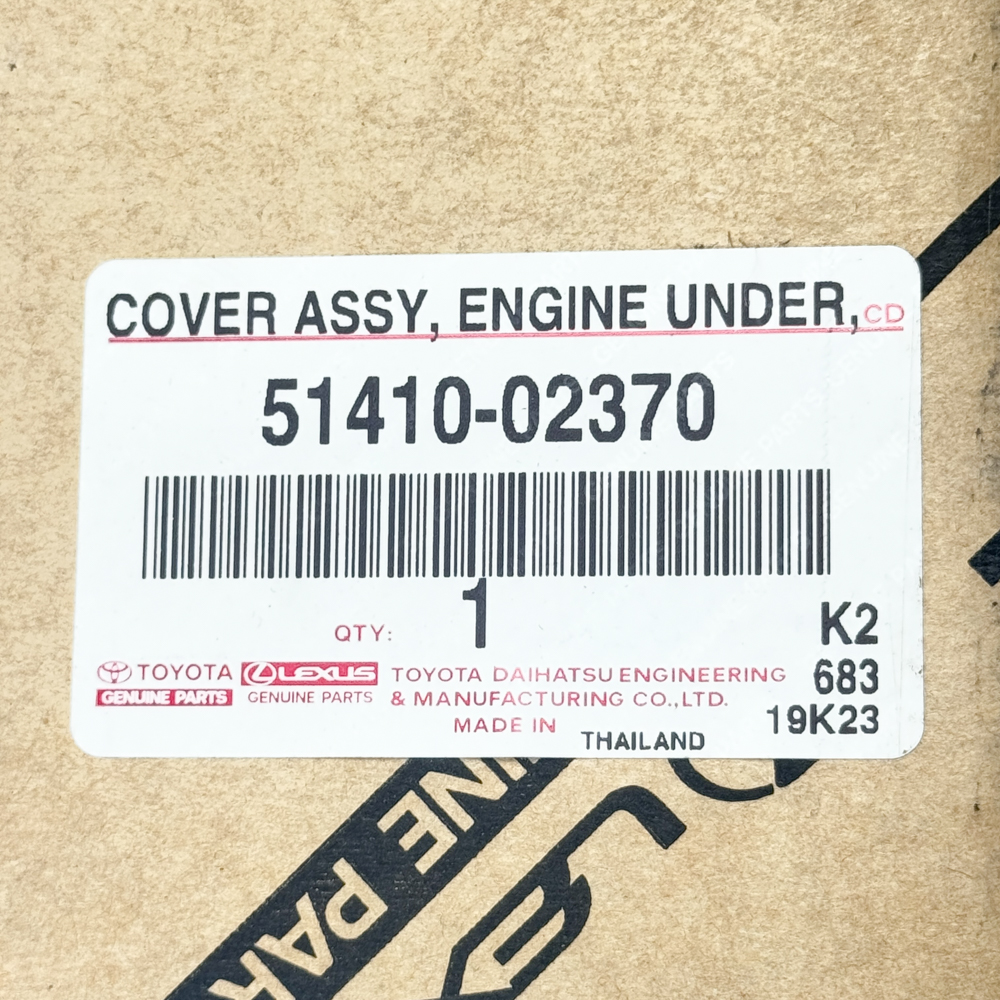 COVER ASSY, ENGINE UNDER, CD
51410-02370
1
QTY:
K2
TOYOTA
GENUINE PARTS
LEXUS
GENUINE PARTS
TOYOTA DAIHATSU ENGINEERING
& MANUFACTURING CO.,LTD.
MADE IN THAILAND
683
19K23
PAR